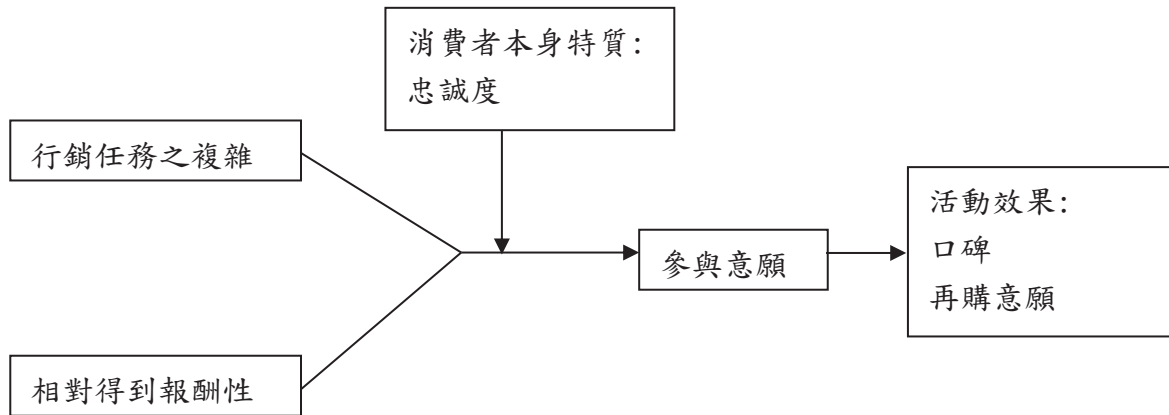 消費者本身特質:
忠誠度
行銷任務之複雜
活動效果:
口碑
再購意願
參與意願
相對得到報酬性